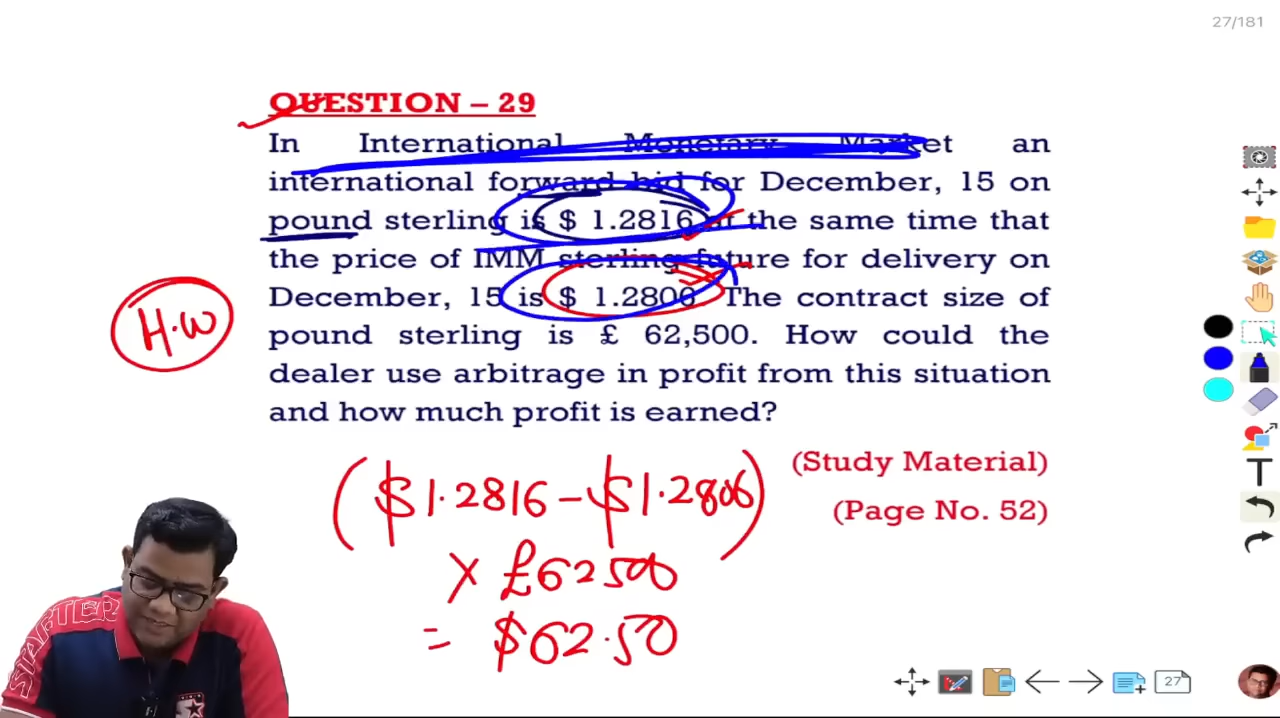 27/181
QUESTION – 29
In International Monetary Market an
international forward bid for December, 15 on
pound sterling is $ 1.2816 at the same time that
the price of IMM sterling future for delivery on
December, 15 is $ 1.2806 The contract size of
pound sterling is £ 62,500. How could the
dealer use arbitrage in profit from this situation
and how much profit is earned?
H.W
(Study Material)
(Page No. 52)
($1.2816 – $1.2806)
× £62500
= $62.50
STARTER
T
27